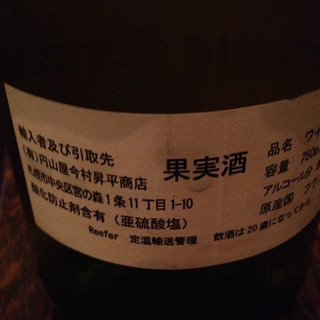 輸入者及び引取先
(有)円山屋今村昇平商店
札幌市中央区宮の森1条11丁目1-10
酸化防止剤含有(亜硫酸塩)
Reefer 定温輸送管理
果実酒
品名 ワイ
容量 750m
アルコール分
原産国 フラ
飲酒は20歳になってから